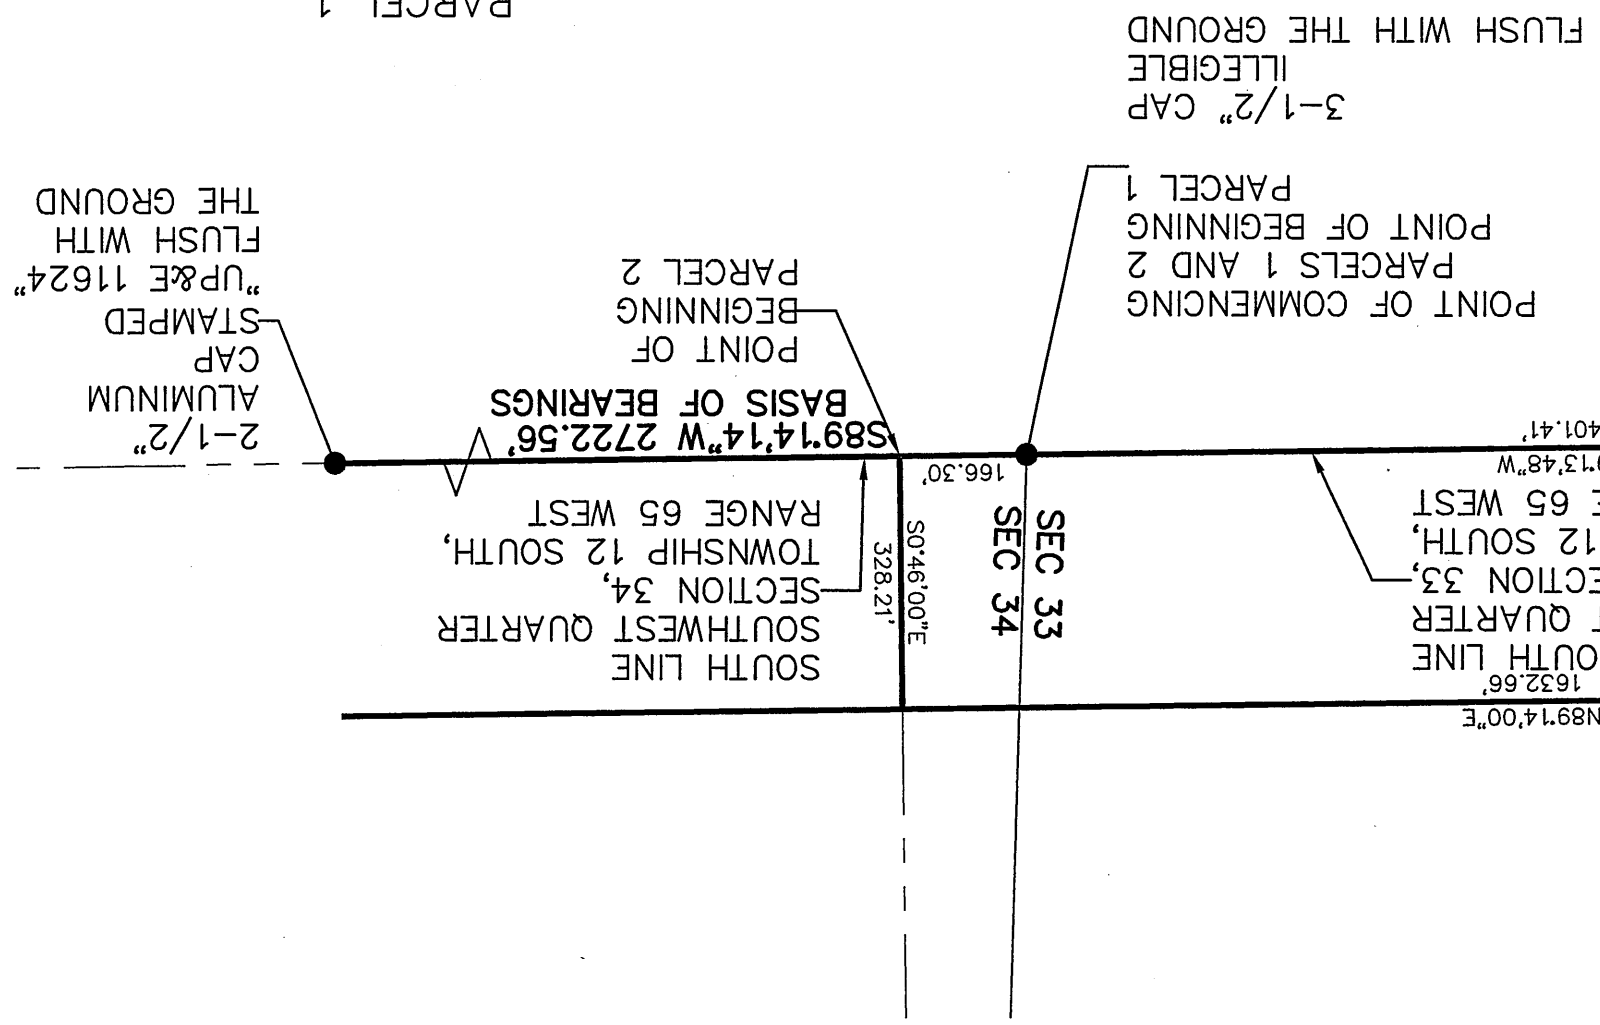 N89°14'00"E
1632.66'
OUTH LINE
T QUARTER
ECTION 33,
12 SOUTH,
E 65 WEST
9°13'48"W
401.41'
SEC 33
SEC 34
S0°46'00"E
328.21'
166.30'
SOUTH LINE
SOUTHWEST QUARTER
SECTION 34,
TOWNSHIP 12 SOUTH,
RANGE 65 WEST
S89°14'14"W 2722.56'
BASIS OF BEARINGS
2-1/2"
ALUMINUM
CAP
STAMPED
"UP&E 11624"
FLUSH WITH
THE GROUND
POINT OF
BEGINNING
PARCEL 2
POINT OF COMMENCING
PARCELS 1 AND 2
POINT OF BEGINNING
PARCEL 1
3-1/2" CAP
ILLEGIBLE
FLUSH WITH THE GROUND
PARCEL 1